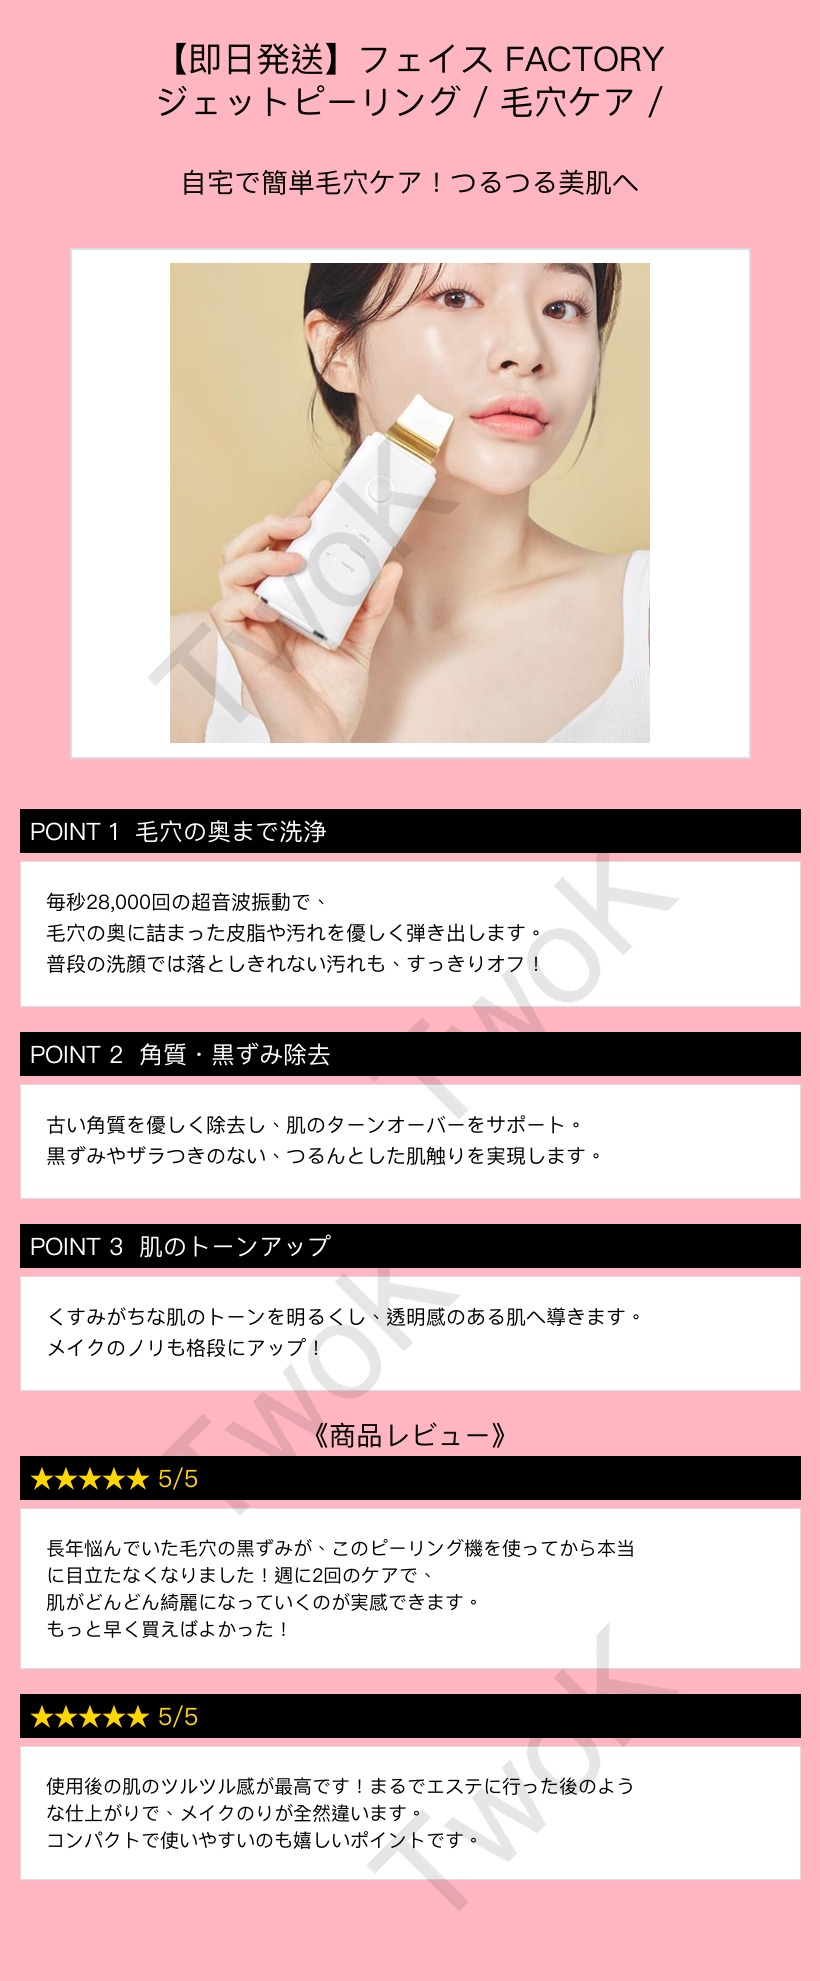 【即日発送】フェイス FACTORY
ジェットピーリング / 毛穴ケア /
自宅で簡単毛穴ケア！つるつる美肌へ
TwoK
POINT 1 毛穴の奥まで洗浄
毎秒28,000回の超音波振動で、
毛穴の奥に詰まった皮脂や汚れを優しく弾き出します。
普段の洗顔では落としきれない汚れも、すっきりオフ！
TwoK
POINT 2 角質・黒ずみ除去
古い角質を優しく除去し、肌のターンオーバーをサポート。
黒ずみやザラつきのない、つるんとした肌触りを実現します。
POINT 3 肌のトーンアップ
くすみがちな肌のトーンを明るくし、透明感のある肌へ導きます。
メイクのノリも格段にアップ！
TwoK
《商品レビュー》
★★★★★ 5/5
長年悩んでいた毛穴の黒ずみが、このピーリング機を使ってから本当
に目立たなくなりました！週に2回のケアで、
肌がどんどん綺麗になっていくのが実感できます。
もっと早く買えばよかった！
★★★★★ 5/5
使用後の肌のツルツル感が最高です！まるでエステに行った後のよう
な仕上がりで、メイクのりが全然違います。
コンパクトで使いやすいのも嬉しいポイントです。
TwoK